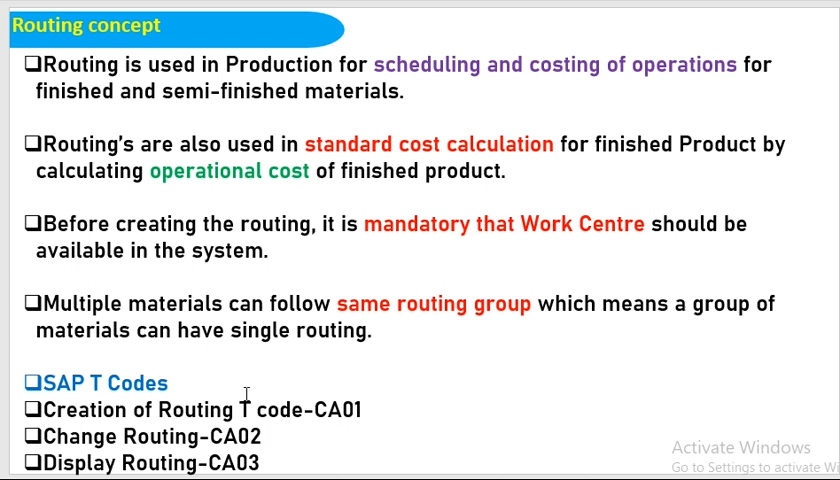 Routing concept
❑Routing is used in Production for scheduling and costing of operations for
finished and semi-finished materials.
❑Routing's are also used in standard cost calculation for finished Product by
calculating operational cost of finished product.
❑Before creating the routing, it is mandatory that Work Centre should be
available in the system.
❑Multiple materials can follow same routing group which means a group of
materials can have single routing.
❑SAP T Codes
❑Creation of Routing T code-CA01
❑Change Routing-CA02
❑Display Routing-CA03
Activate Windows
Go to Settings to activate Wi